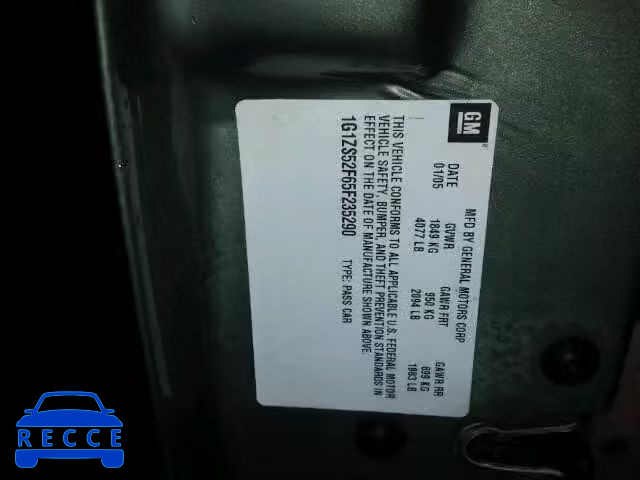 GM
MFD BY GENERAL MOTORS CORP
DATE GVWR GAWR FRT GAWR RR
01/05 1849 KG 950 KG 899 KG
4077 LB 2094 LB 1983 LB
THIS VEHICLE CONFORMS TO ALL APPLICABLE U.S. FEDERAL MOTOR
VEHICLE SAFETY, BUMPER, AND THEFT PREVENTION STANDARDS IN
EFFECT ON THE DATE OF MANUFACTURE SHOWN ABOVE.
1G1ZS52F65F235290 TYPE: PASS CAR
RECCE